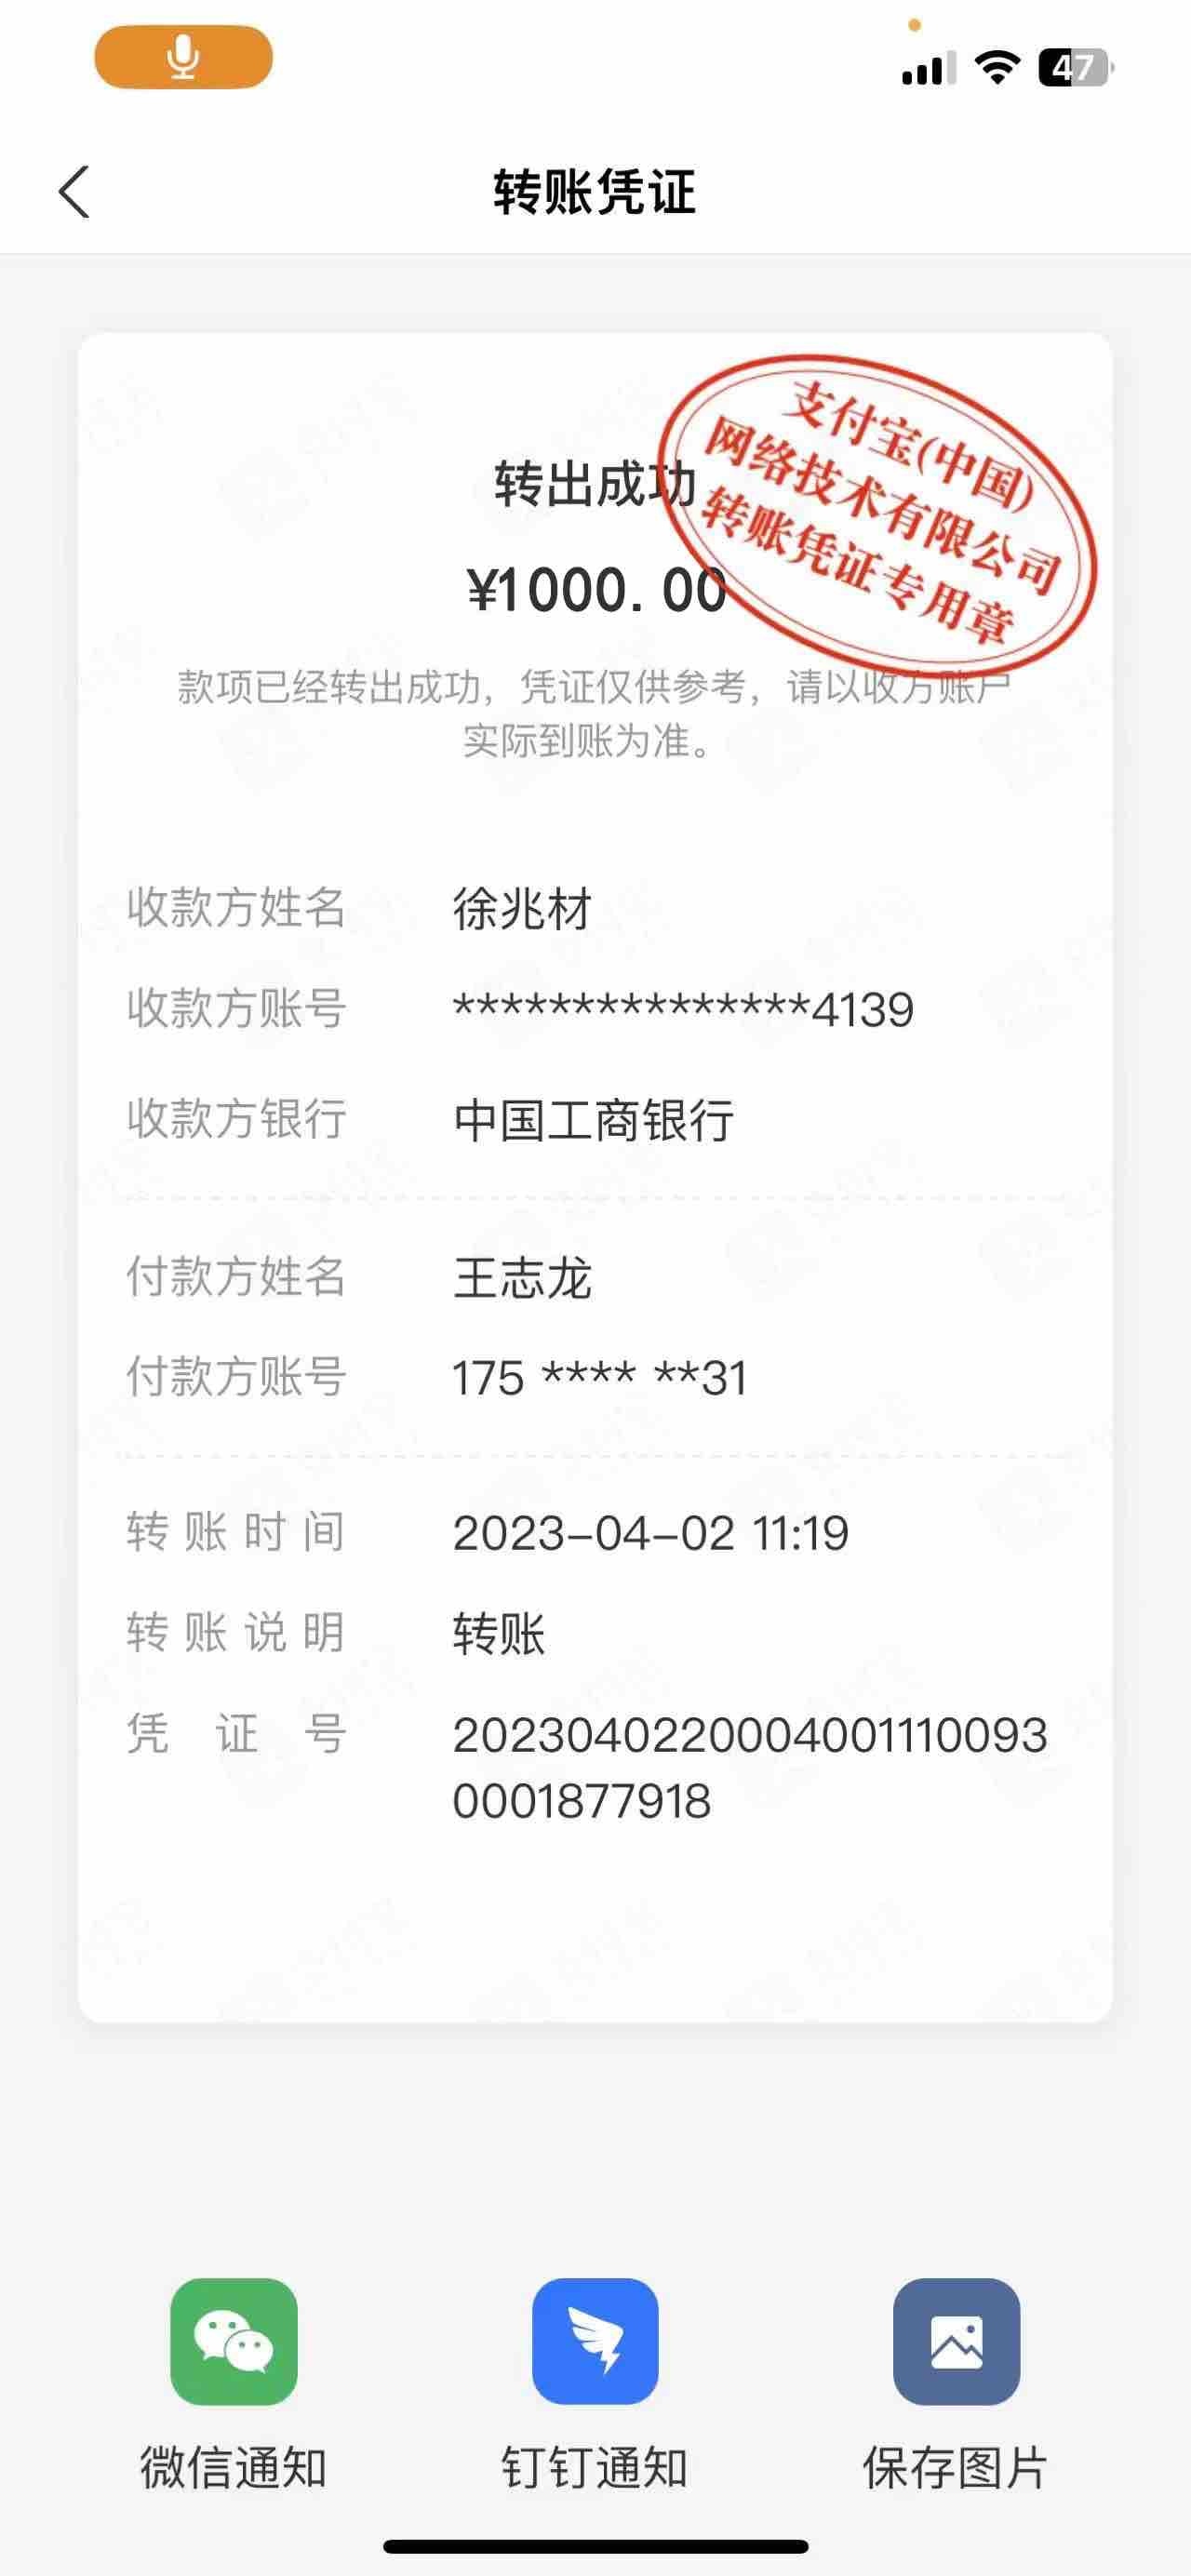 47
转账凭证
支付宝(中国)
网络技术有限公司
转账凭证专用章
转出成功
¥1000.00
款项已经转出成功，凭证仅供参考，请以收方账户
实际到账为准。
收款方姓名 徐兆材
收款方账号 ***************4139
收款方银行 中国工商银行
付款方姓名 王志龙
付款方账号 175 **** **31
转账时间 2023-04-02 11:19
转账说明 转账
凭证号 2023040220004001110093
0001877918
微信通知 钉钉通知 保存图片